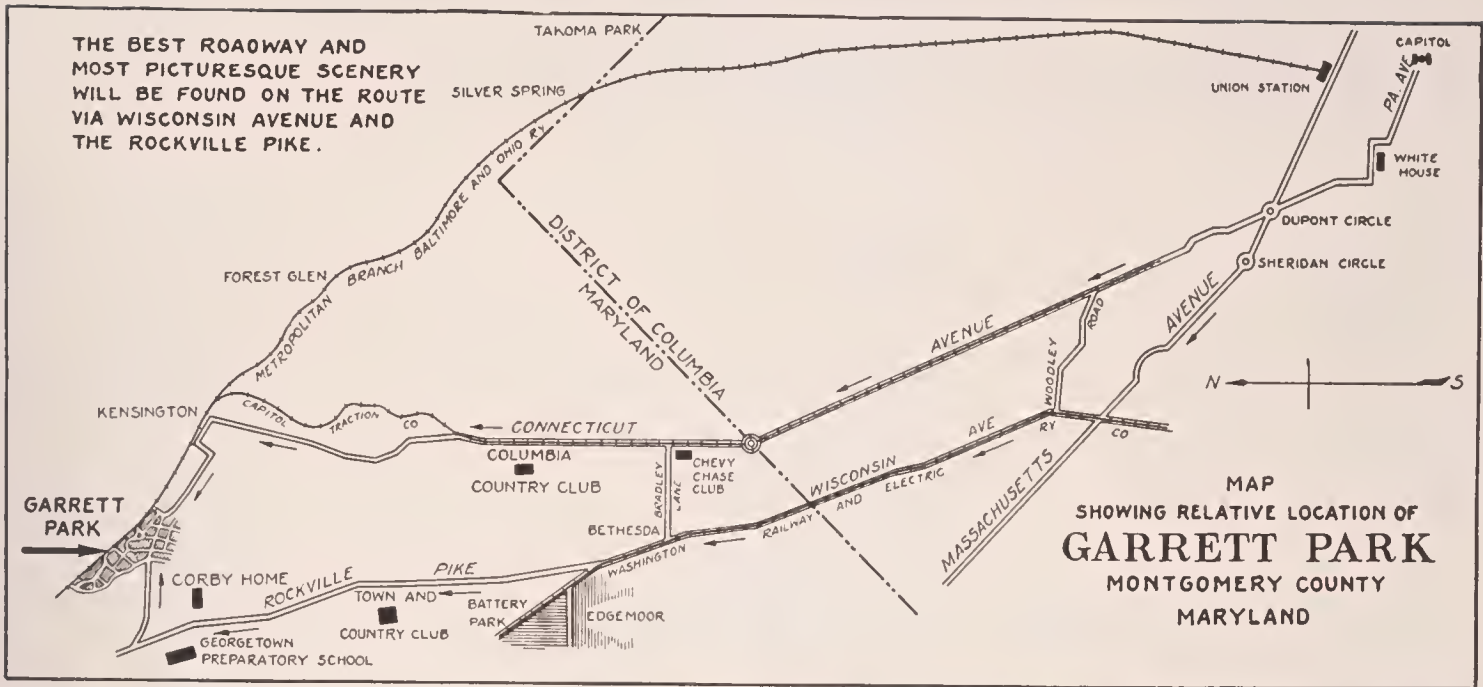 THE BEST ROADWAY AND
MOST PICTURESQUE SCENERY
WILL BE FOUND ON THE ROUTE
VIA WISCONSIN AVENUE AND
THE ROCKVILLE PIKE.
TAKOMA PARK
SILVER SPRING
UNION STATION
CAPITOL
PA. AVE
WHITE
HOUSE
DUPONT CIRCLE
SHERIDAN CIRCLE
FOREST GLEN
METROPOLITAN BRANCH BALTIMORE AND OHIO RY
DISTRICT OF COLUMBIA
MARYLAND
AVENUE
WOODLEY ROAD
MASSACHUSETTS AVENUE
N S
KENSINGTON
CAPITOL TRACTION CO
CONNECTICUT
COLUMBIA
COUNTRY CLUB
BRADLEY
LANE
CHEVY
CHASE
CLUB
WISCONSIN AVE
WASHINGTON RAILWAY AND ELECTRIC RY CO
BETHESDA
GARRETT
PARK
CORBY HOME
ROCKVILLE PIKE
TOWN AND
COUNTRY CLUB
BATTERY
PARK
EDGEMOOR
GEORGETOWN
PREPARATORY SCHOOL
MAP
SHOWING RELATIVE LOCATION OF
GARRETT PARK
MONTGOMERY COUNTY
MARYLAND